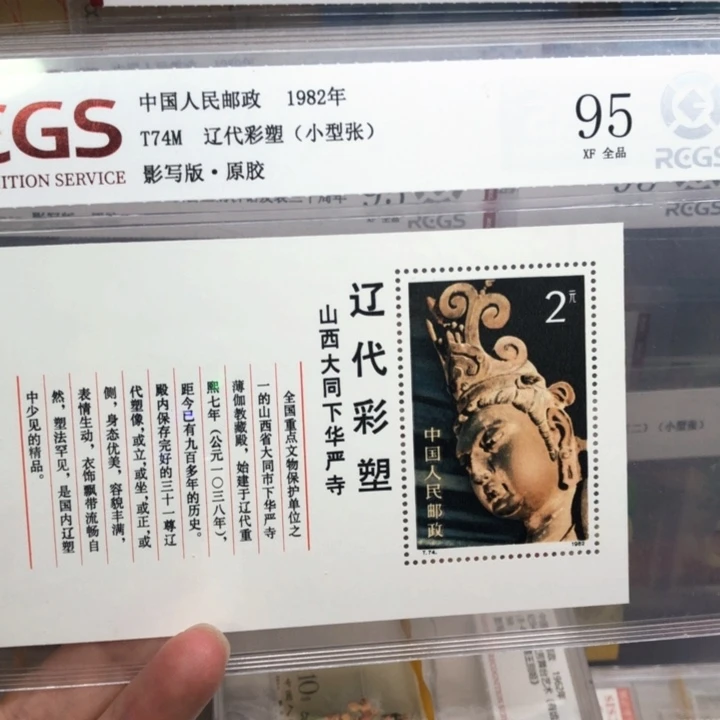 中国人民邮政 1982年
T74M 辽代彩塑（小型张）
影写版·原胶
EGS
ITION SERVICE
95
XF 全品
RCGS
RCGS
辽代彩塑
山西大同下华严寺
全国重点文物保护单位之
一的山西省大同市下华严寺
薄伽教藏殿，始建于辽代重
熙七年（公元一〇三八年），
距今已有九百多年的历史。
殿内保存完好的三十一尊辽
代塑像，或立，或坐，或正，或
侧，身态优美，容貌丰满，
表情生动，衣饰飘带流畅自
然，塑法罕见，是国内辽塑
中少见的精品。
2元
中国人民邮政
T.74.
1982
10
1962年